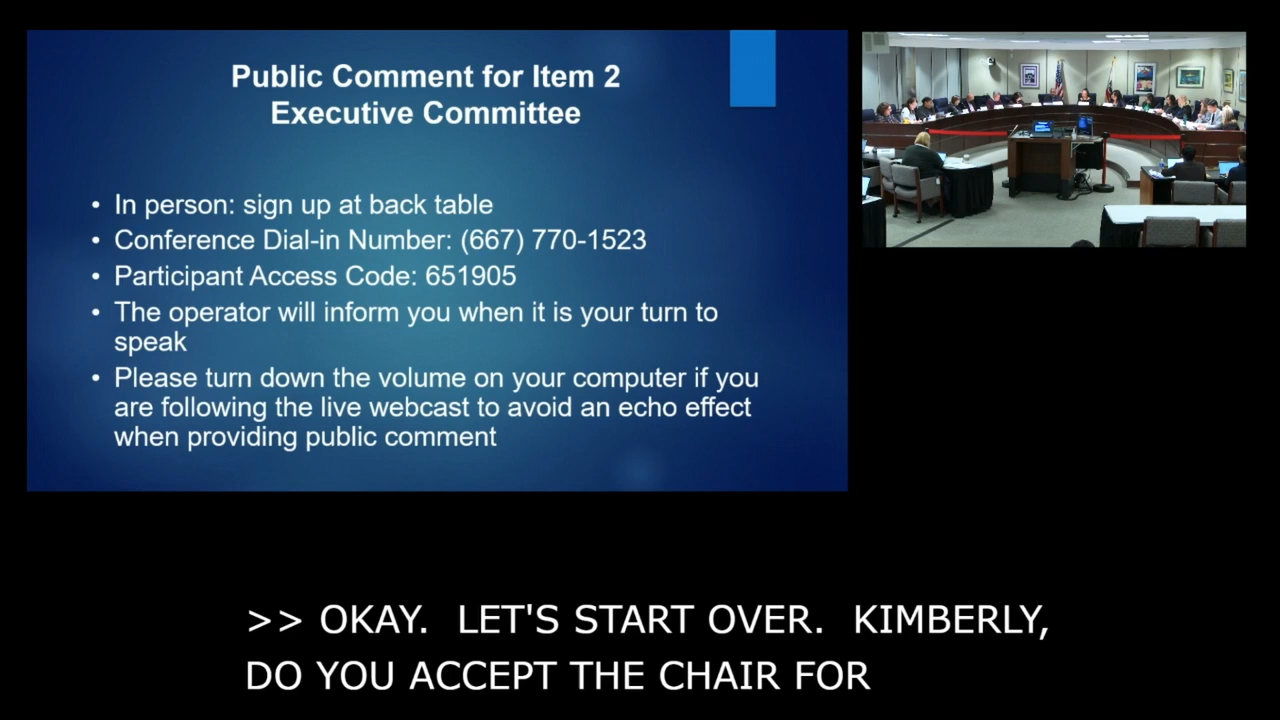 Public Comment for Item 2
Executive Committee
• In person: sign up at back table
• Conference Dial-in Number: (667) 770-1523
• Participant Access Code: 651905
• The operator will inform you when it is your turn to
speak
• Please turn down the volume on your computer if you
are following the live webcast to avoid an echo effect
when providing public comment
>> OKAY.  LET'S START OVER.  KIMBERLY,
DO YOU ACCEPT THE CHAIR FOR